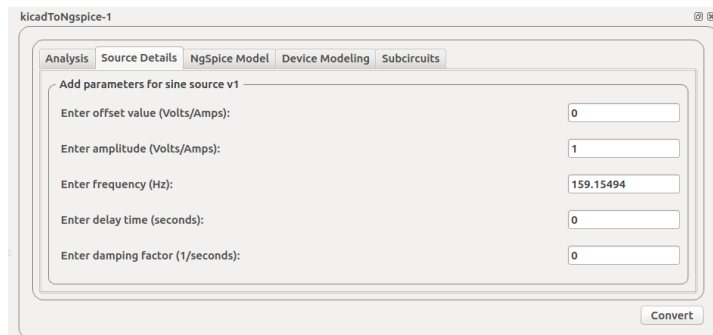 kicadToNgspice-1
Analysis Source Details NgSpice Model Device Modeling Subcircuits
Add parameters for sine source v1
Enter offset value (Volts/Amps): 0
Enter amplitude (Volts/Amps): 1
Enter frequency (Hz): 159.15494
Enter delay time (seconds): 0
Enter damping factor (1/seconds): 0
Convert